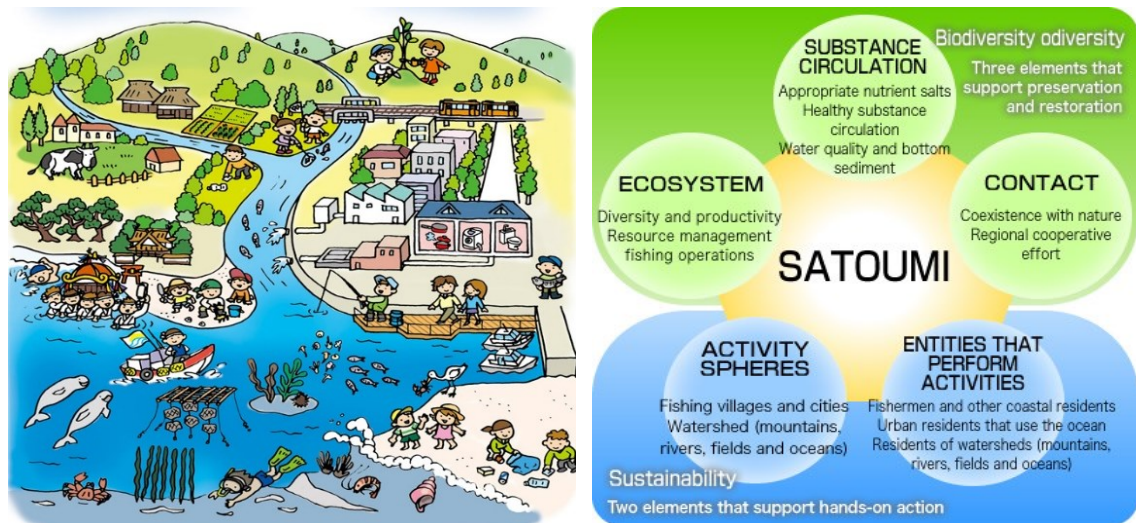 SUBSTANCE
CIRCULATION
Appropriate nutrient salts
Healthy substance
circulation
Water quality and bottom
sediment
Biodiversity odiversity
Three elements that
support preservation
and restoration
ECOSYSTEM
Diversity and productivity
Resource management
fishing operations
CONTACT
Coexistence with nature
Regional cooperative
effort
SATOUMI
ACTIVITY
SPHERES
Fishing villages and cities
Watershed (mountains,
rivers, fields and oceans)
ENTITIES THAT
PERFORM
ACTIVITIES
Fishermen and other coastal residents
Urban residents that use the ocean
Residents of watersheds (mountains,
rivers, fields and oceans)
Sustainability
Two elements that support hands-on action